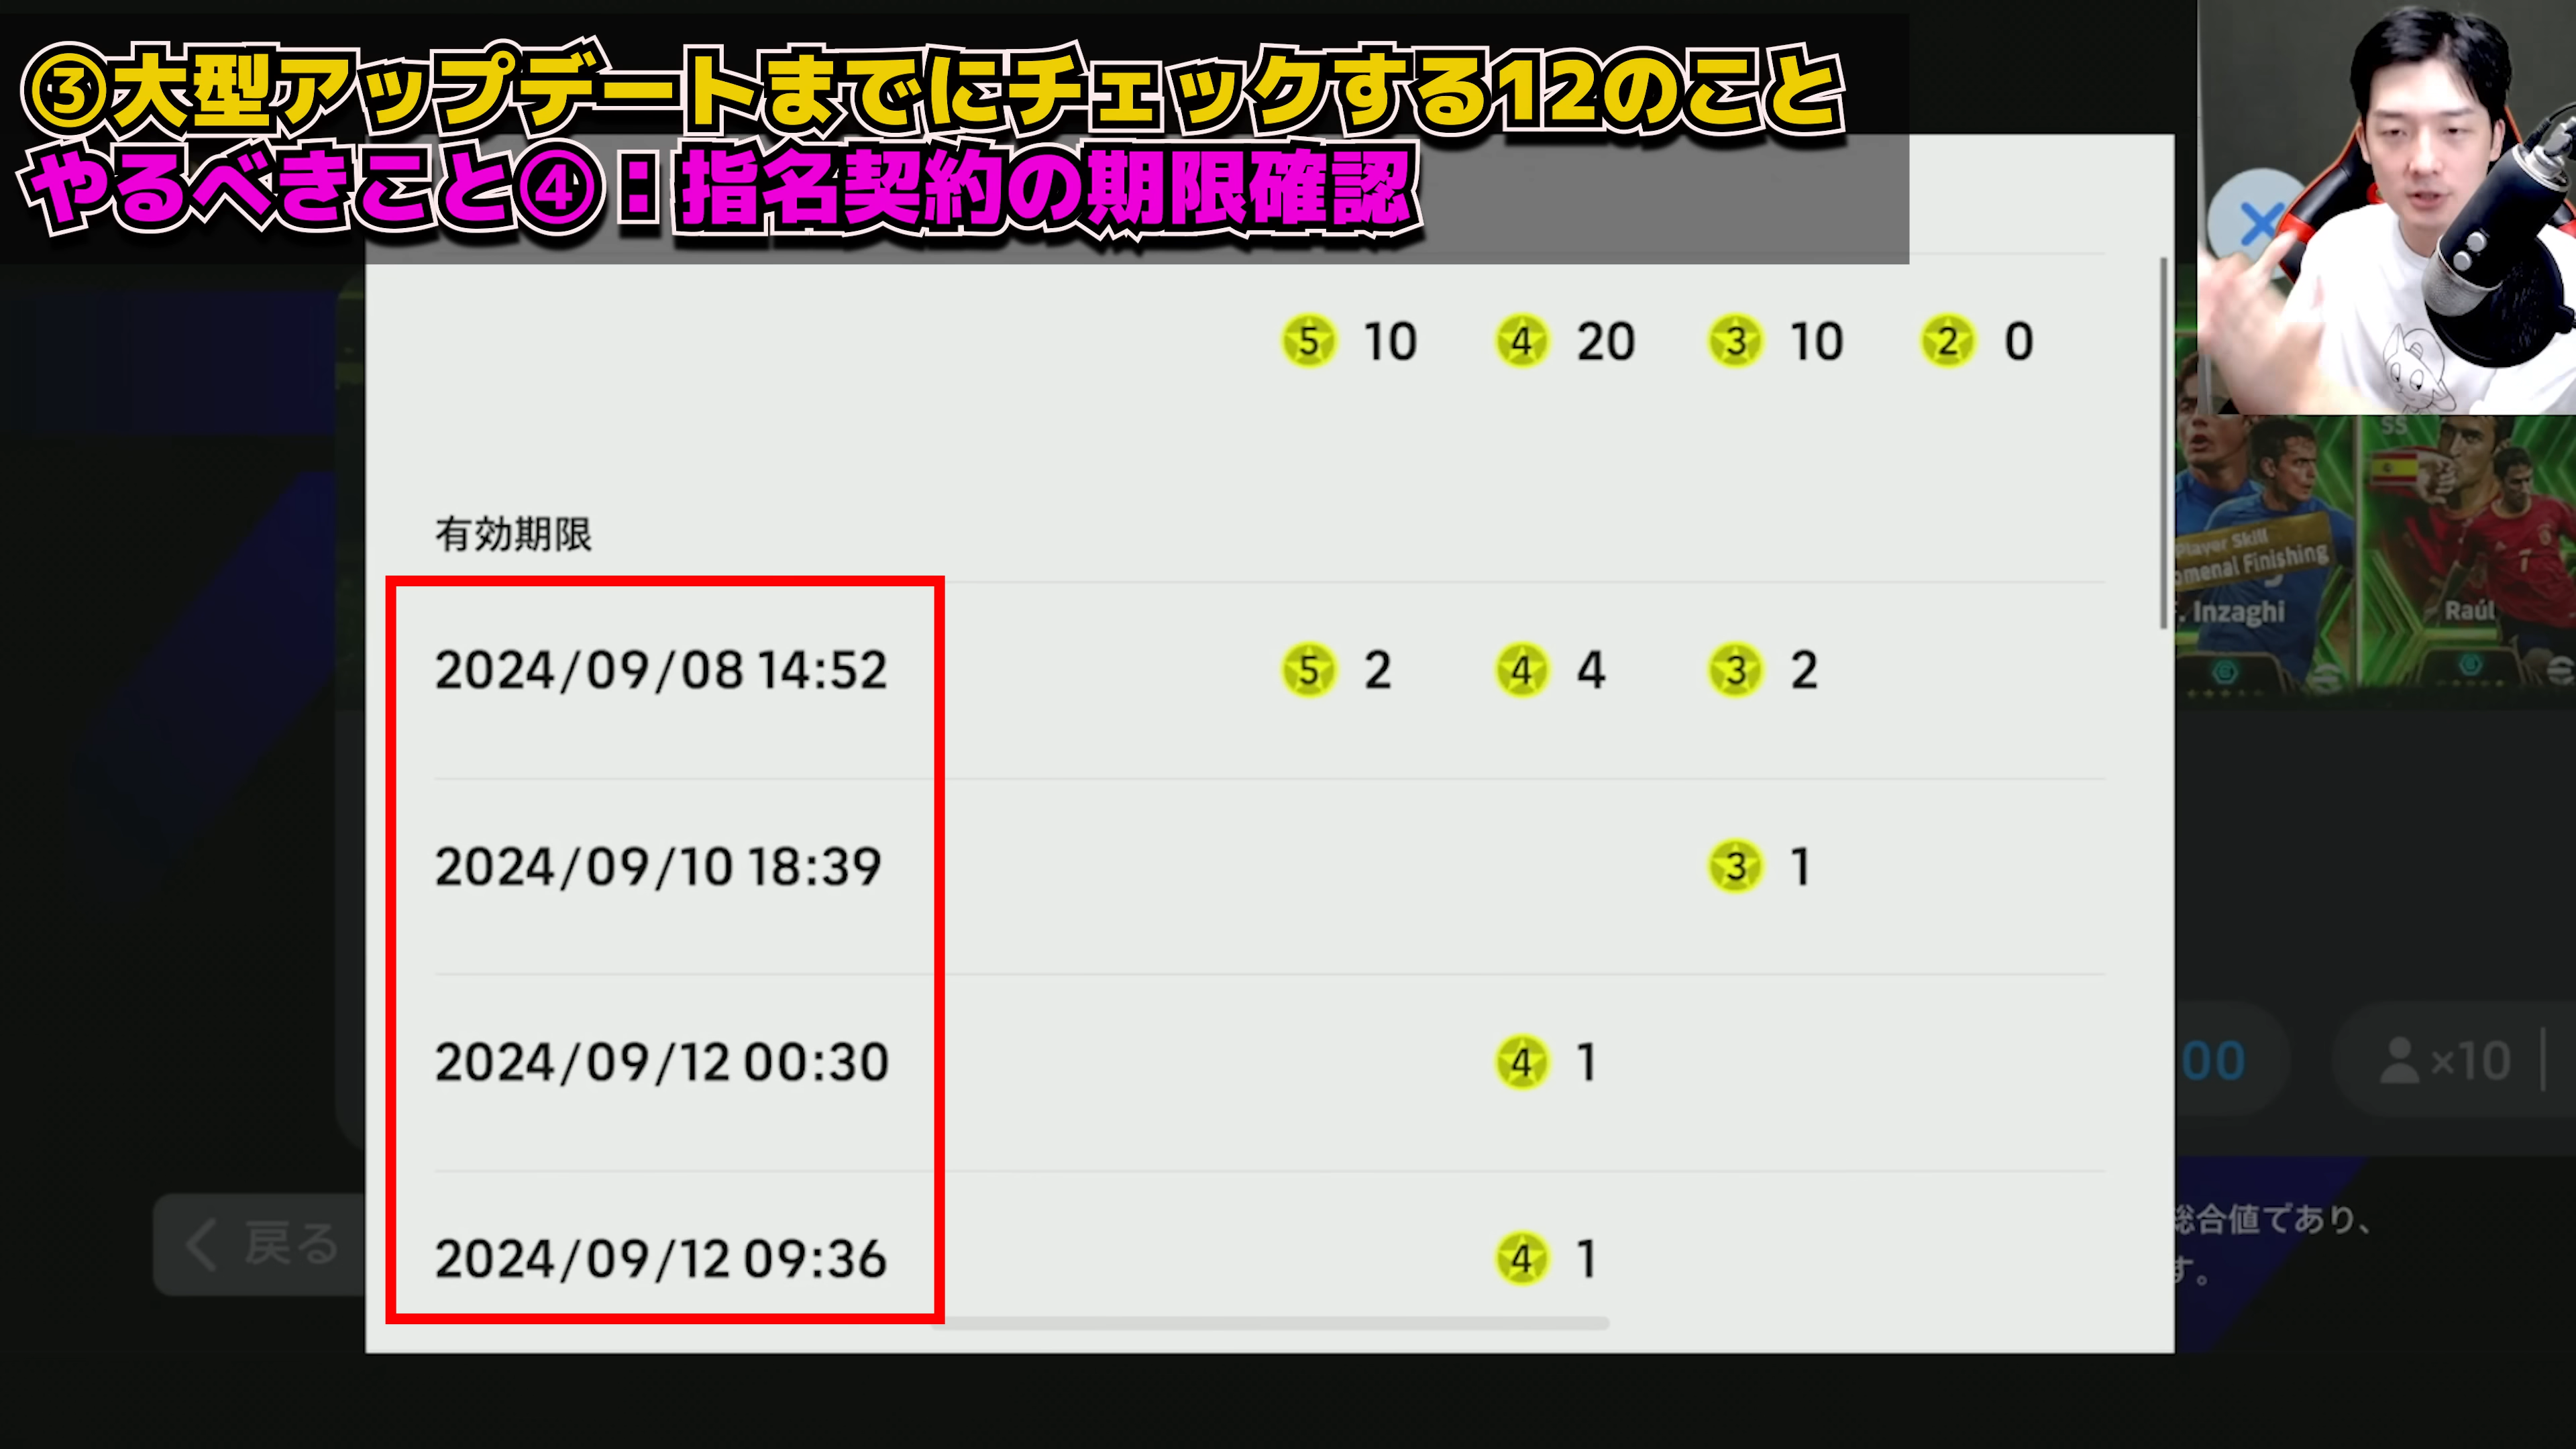 ③大型アップデートまでにチェックする12のこと
やるべきこと④：指名契約の期限確認
5 10 4 20 3 10 2 0
有効期限
2024/09/08 14:52 5 2 4 4 3 2
2024/09/10 18:39 3 1
2024/09/12 00:30 4 1
2024/09/12 09:36 4 1
SS
Player Skill
omenal Finishing
. Inzaghi
Raúl
7
00
×10
戻る
総合値であり、
す。